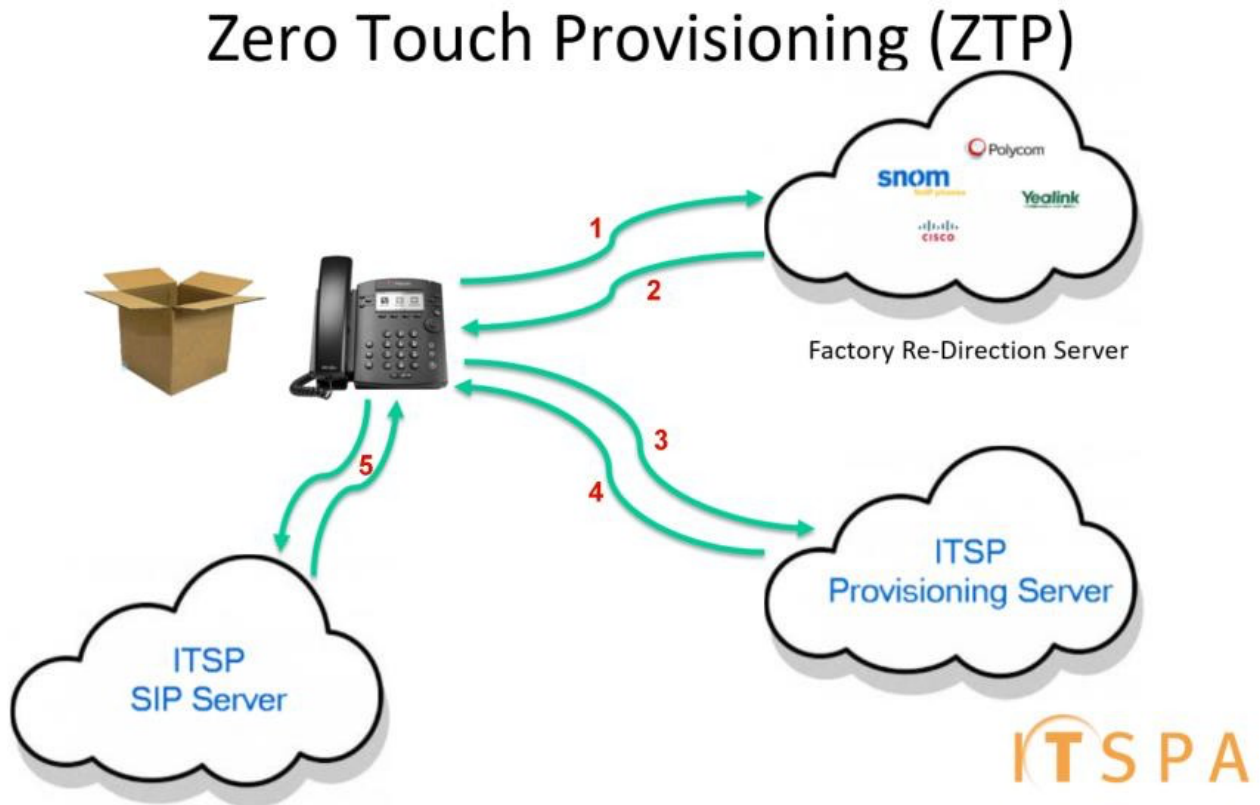 Zero Touch Provisioning (ZTP)
Polycom
snom
Yealink
CISCO
1
2
Factory Re-Direction Server
3
4
5
ITSP
Provisioning Server
ITSP
SIP Server
ITSPA